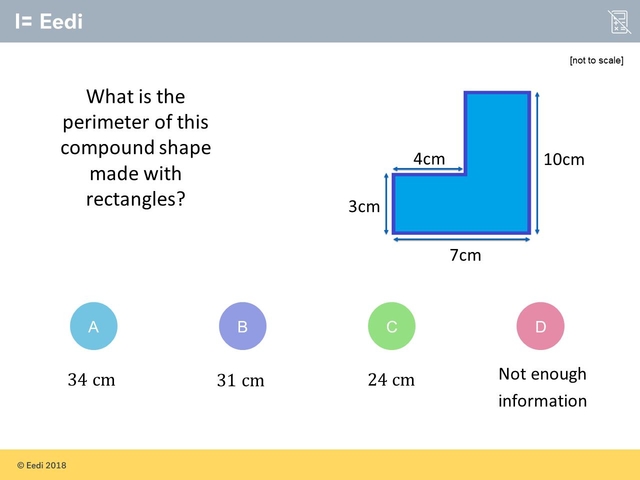 I= Eedi
[not to scale]
What is the
perimeter of this
compound shape
made with
rectangles?
4cm
10cm
3cm
7cm
A
B
C
D
34 cm
31 cm
24 cm
Not enough
information
© Eedi 2018